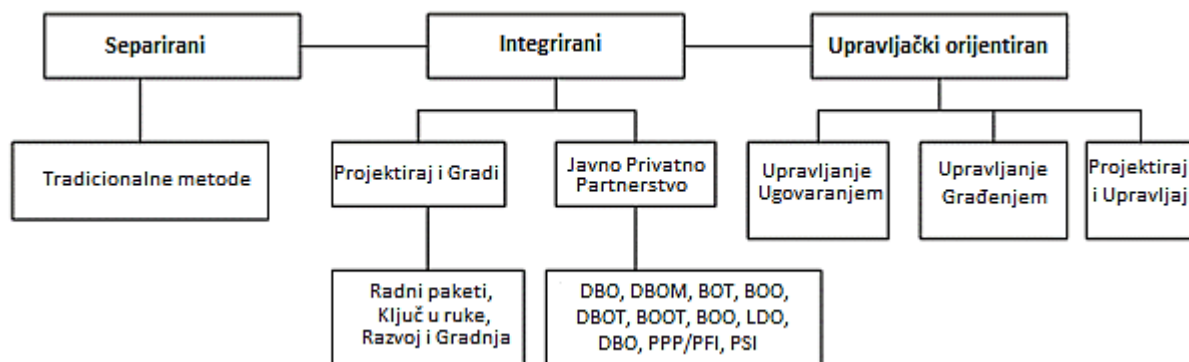 Separirani
Integrirani
Upravljački orijentiran
Tradicionalne metode
Projektiraj i Gradi
Javno Privatno
Partnerstvo
Upravljanje
Ugovaranjem
Upravljanje
Građenjem
Projektiraj
i Upravljaj
Radni paketi,
Ključ u ruke,
Razvoj i Gradnja
DBO, DBOM, BOT, BOO,
DBOT, BOOT, BOO, LDO,
DBO, PPP/PFI, PSI